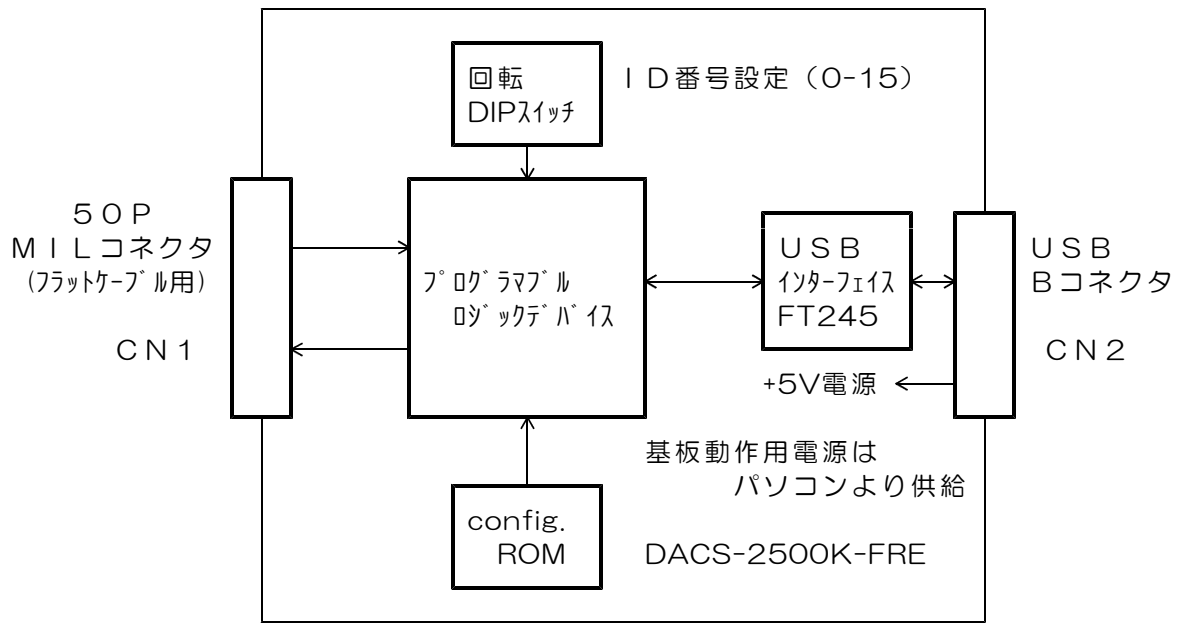 回転
DIPｽｲｯﾁ
ＩＤ番号設定（0-15）
５０Ｐ
ＭＩＬコネクタ
(ﾌﾗｯﾄｹｰﾌﾞﾙ用)
ＣＮ１
ﾌﾟﾛｸﾞﾗﾏﾌﾞﾙ
ﾛｼﾞｯｸﾃﾞﾊﾞｲｽ
ＵＳＢ
ｲﾝﾀｰﾌｪｲｽ
FT245
ＵＳＢ
Ｂコネクタ
ＣＮ２
+5V電源
基板動作用電源は
パソコンより供給
config.
ROM
DACS-2500K-FRE